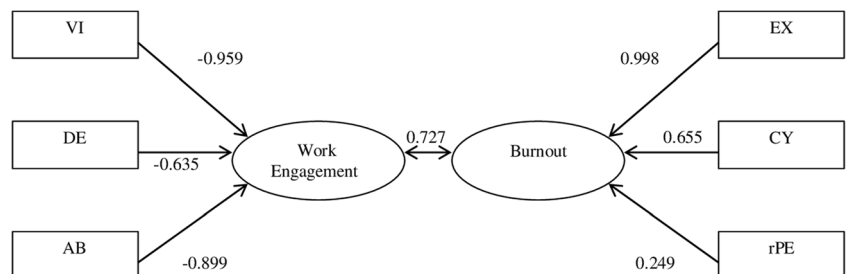 VI
EX
-0.959
0.998
DE
0.727
0.655
CY
-0.635
Work
Engagement
Burnout
AB
rPE
-0.899
0.249